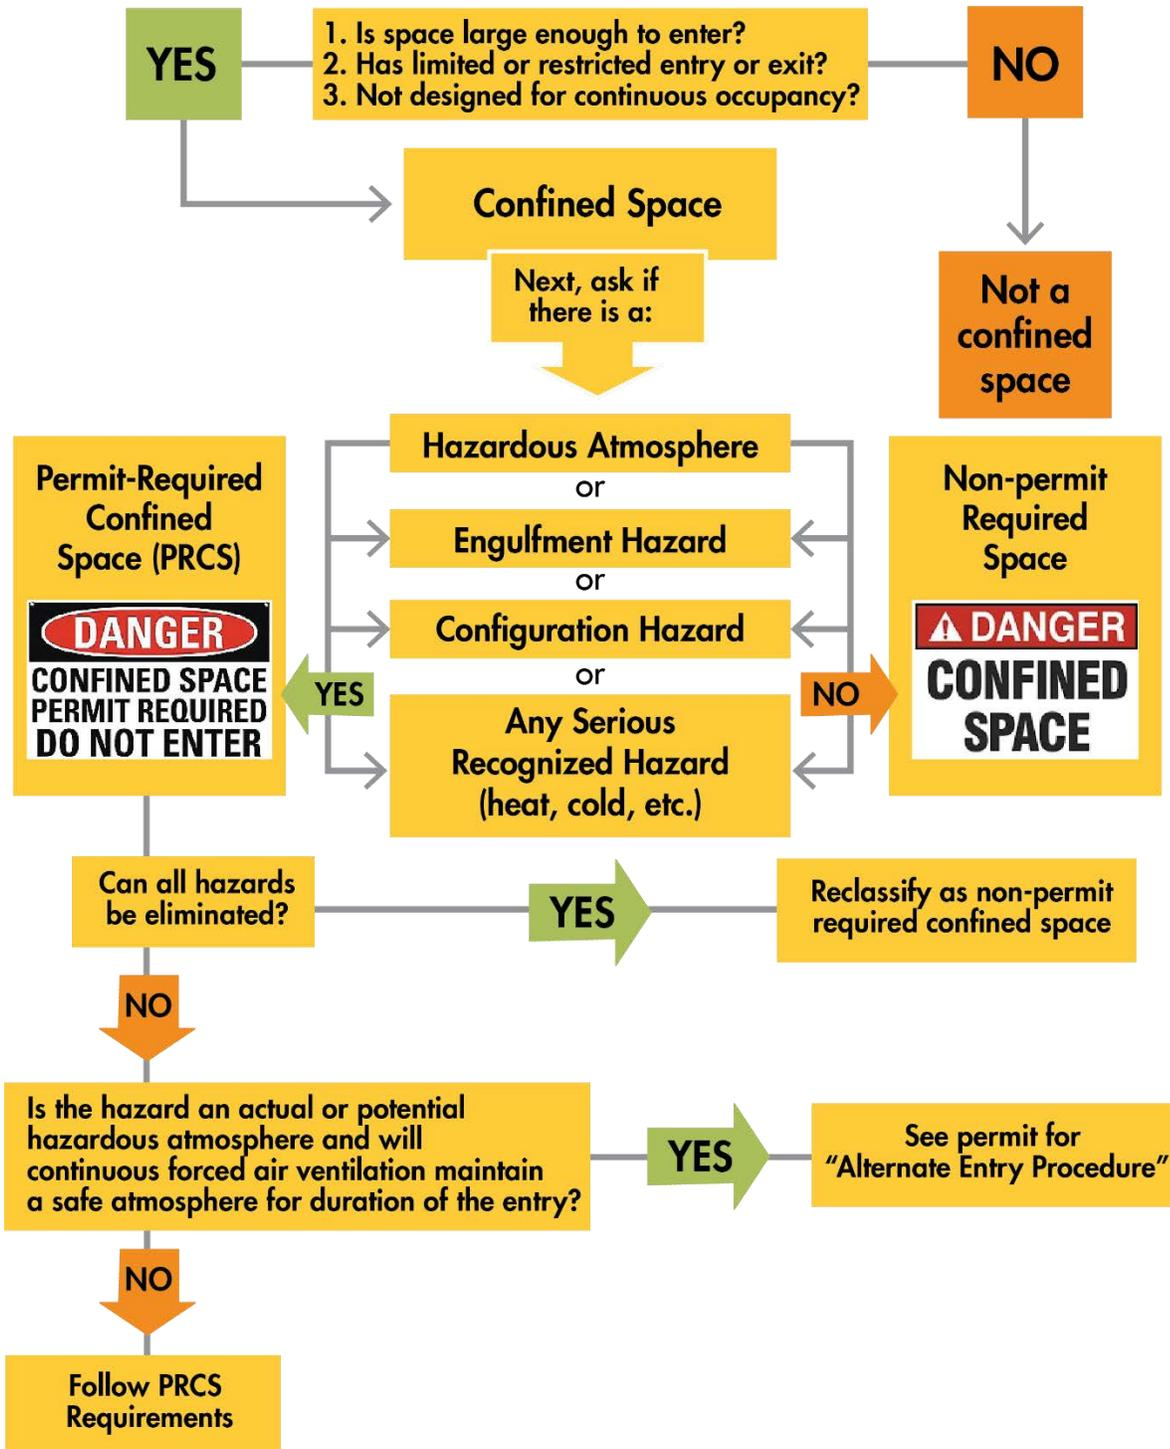 YES
1. Is space large enough to enter?
2. Has limited or restricted entry or exit?
3. Not designed for continuous occupancy?
NO
Confined Space
Next, ask if
there is a:
Not a
confined
space
Permit-Required
Confined
Space (PRCS)
DANGER
CONFINED SPACE
PERMIT REQUIRED
DO NOT ENTER
YES
Hazardous Atmosphere
or
Engulfment Hazard
or
Configuration Hazard
or
Any Serious
Recognized Hazard
(heat, cold, etc.)
NO
Non-permit
Required
Space
DANGER
CONFINED
SPACE
Can all hazards
be eliminated?
YES
Reclassify as non-permit
required confined space
NO
Is the hazard an actual or potential
hazardous atmosphere and will
continuous forced air ventilation maintain
a safe atmosphere for duration of the entry?
YES
See permit for
“Alternate Entry Procedure”
NO
Follow PRCS
Requirements